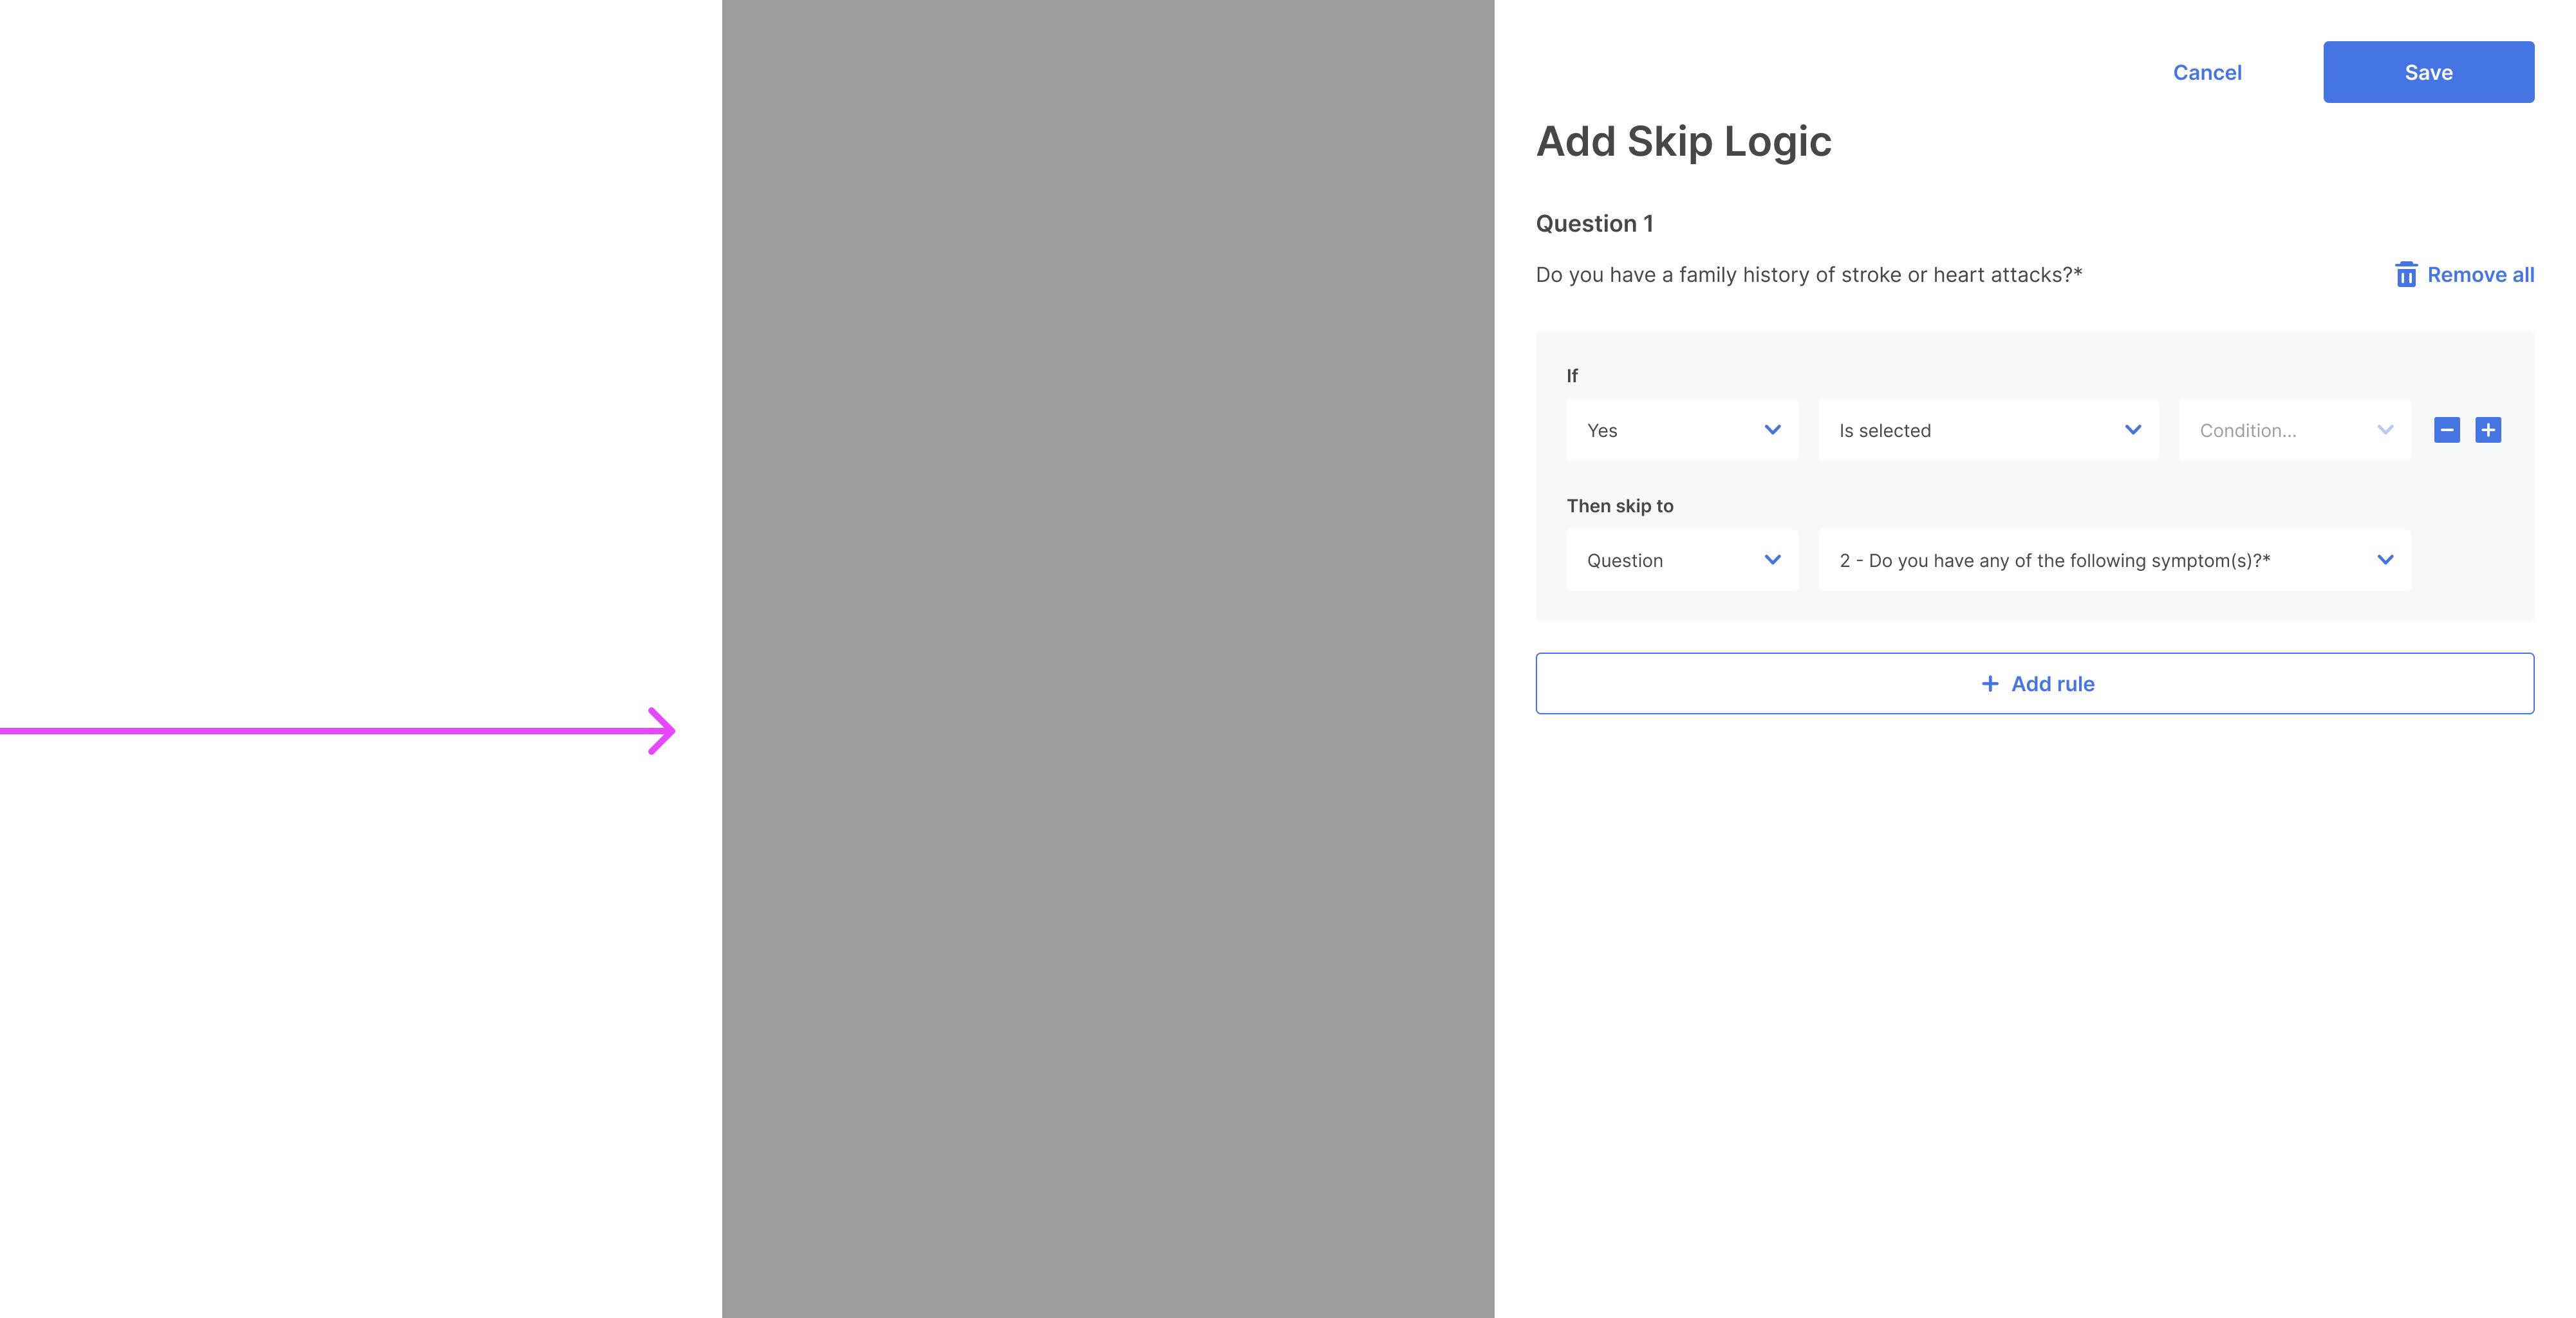 Cancel
Save
Add Skip Logic
Question 1
Do you have a family history of stroke or heart attacks?*
Remove all
If
Yes
Is selected
Condition...
Then skip to
Question
2 - Do you have any of the following symptom(s)?*
+ Add rule